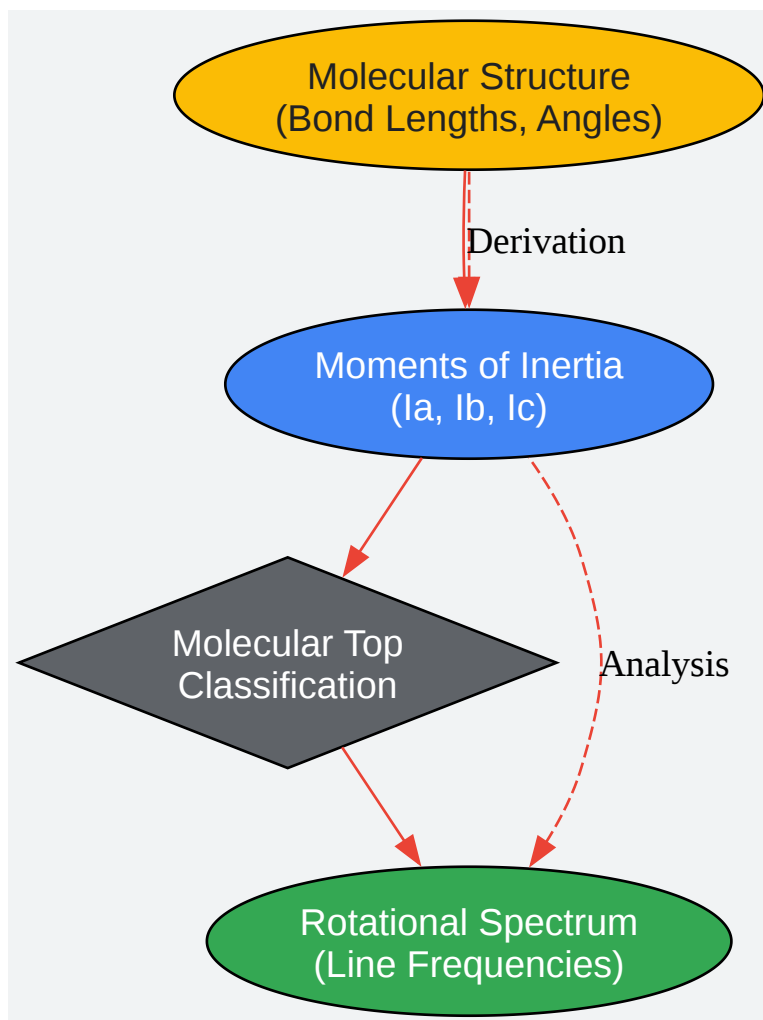 Molecular Structure
(Bond Lengths, Angles)
Derivation
Moments of Inertia
(Ia, Ib, Ic)
Molecular Top
Classification
Analysis
Rotational Spectrum
(Line Frequencies)